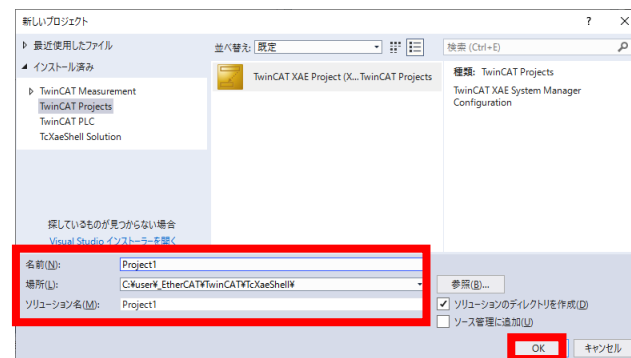 新しいプロジェクト
? ×
最近使用したファイル
並べ替え: 既定
検索 (Ctrl+E)
インストール済み
TwinCAT Measurement
TwinCAT Projects
TwinCAT PLC
TcXaeShell Solution
TwinCAT XAE Project (X... TwinCAT Projects
種類: TwinCAT Projects
TwinCAT XAE System Manager
Configuration
探しているものが見つからない場合
Visual Studio インストーラーを開く
名前(N): Project1
場所(L): C:¥user¥_EtherCAT¥TwinCAT¥TcXaeShell¥
参照(B)...
ソリューション名(M): Project1
ソリューションのディレクトリを作成(D)
ソース管理に追加(U)
OK キャンセル